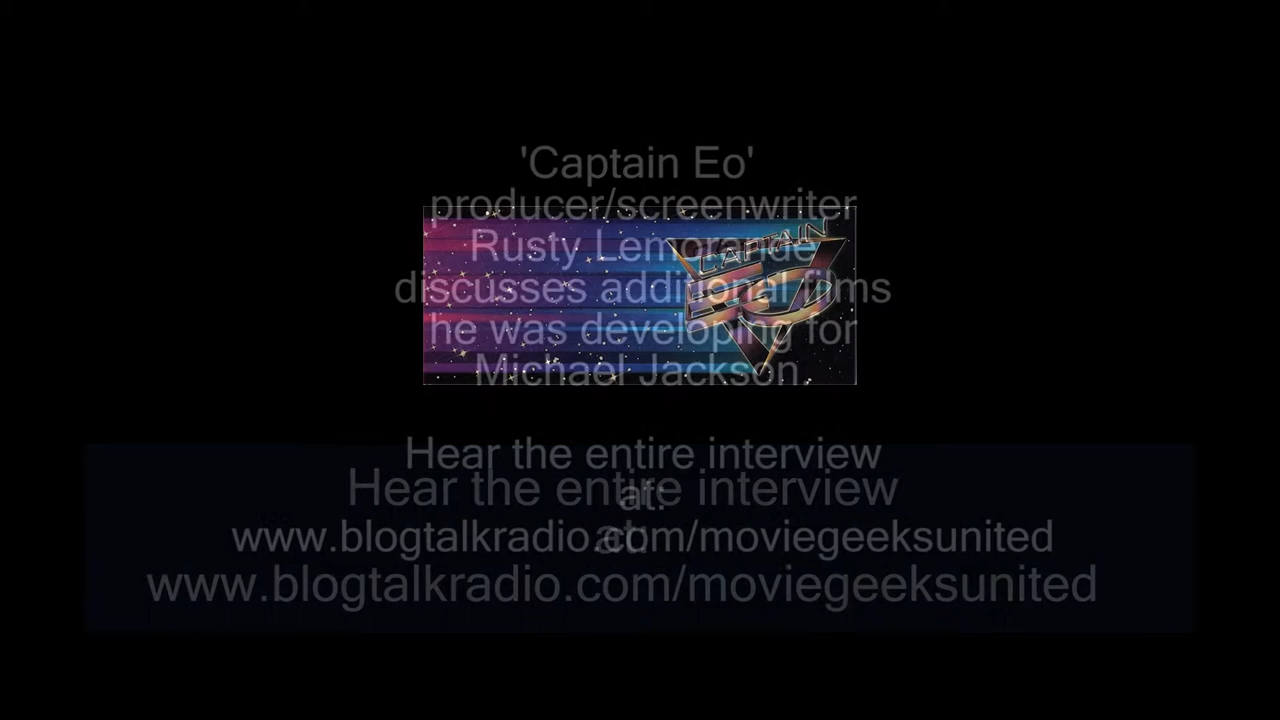 'Captain Eo'
producer/screenwriter
Rusty Lemorande
discusses additional films
he was developing for
Michael Jackson.
CAPTAIN
EO
Hear the entire interview
at:
www.blogtalkradio.com/moviegeeksunited
Hear the entire interview
at:
www.blogtalkradio.com/moviegeeksunited